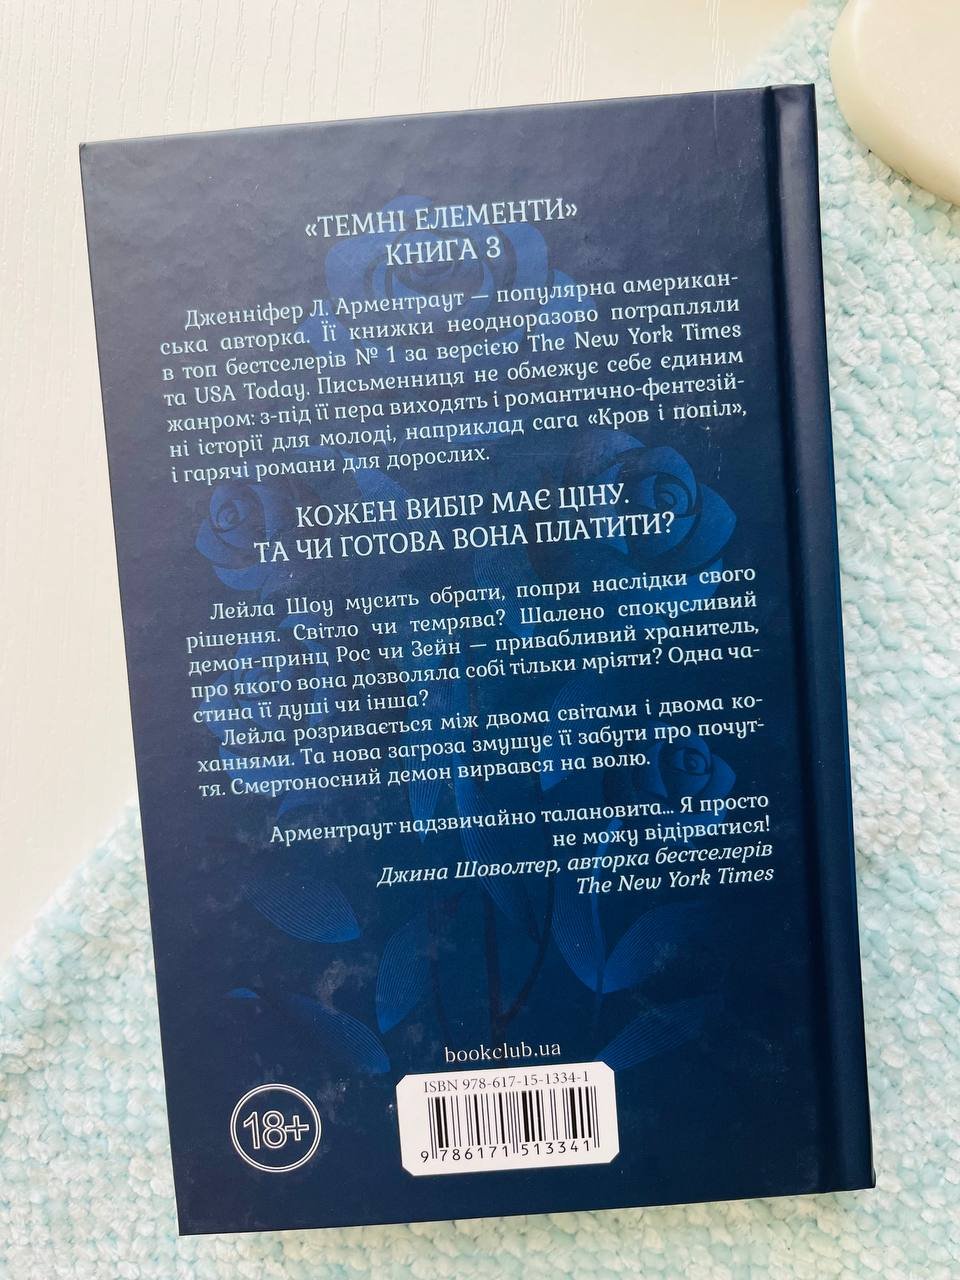 «ТЕМНІ ЕЛЕМЕНТИ»
КНИГА 3
Дженніфер Л. Арментраут — популярна американ-
ська авторка. Її книжки неодноразово потрапляли
в топ бестселерів № 1 за версією The New York Times
та USA Today. Письменниця не обмежує себе єдиним
жанром: з-під її пера виходять і романтично-фентезій-
ні історії для молоді, наприклад сага «Кров і попіл»,
і гарячі романи для дорослих.
КОЖЕН ВИБІР МАЄ ЦІНУ.
ТА ЧИ ГОТОВА ВОНА ПЛАТИТИ?
Лейла Шоу мусить обрати, попри наслідки свого
рішення. Світло чи темрява? Шалено спокусливий
демон-принц Рос чи Зейн — привабливий хранитель,
про якого вона дозволяла собі тільки мріяти? Одна ча-
стина її душі чи інша?
Лейла розривається між двома світами і двома ко-
ханнями. Та нова загроза змушує її забути про почут-
тя. Смертоносний демон вирвався на волю.
Арментраут надзвичайно талановита... Я просто
не можу відірватися!
Джина Шоволтер, авторка бестселерів
The New York Times
bookclub.ua
ISBN 978-617-15-1334-1
18+
9 786171 513341